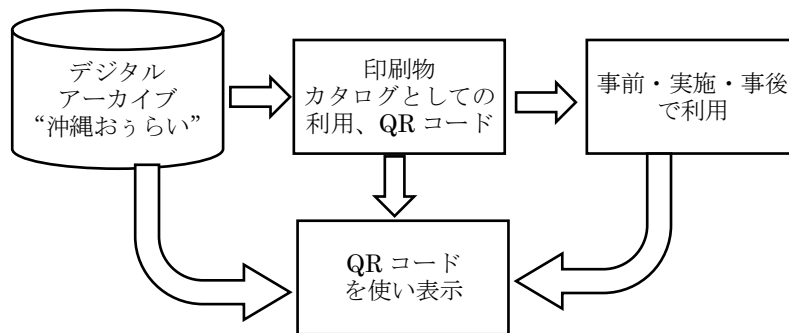 デジタル
アーカイブ
“沖縄おぅらい”
印刷物
カタログとしての
利用、QR コード
事前・実施・事後
で利用
QR コード
を使い表示